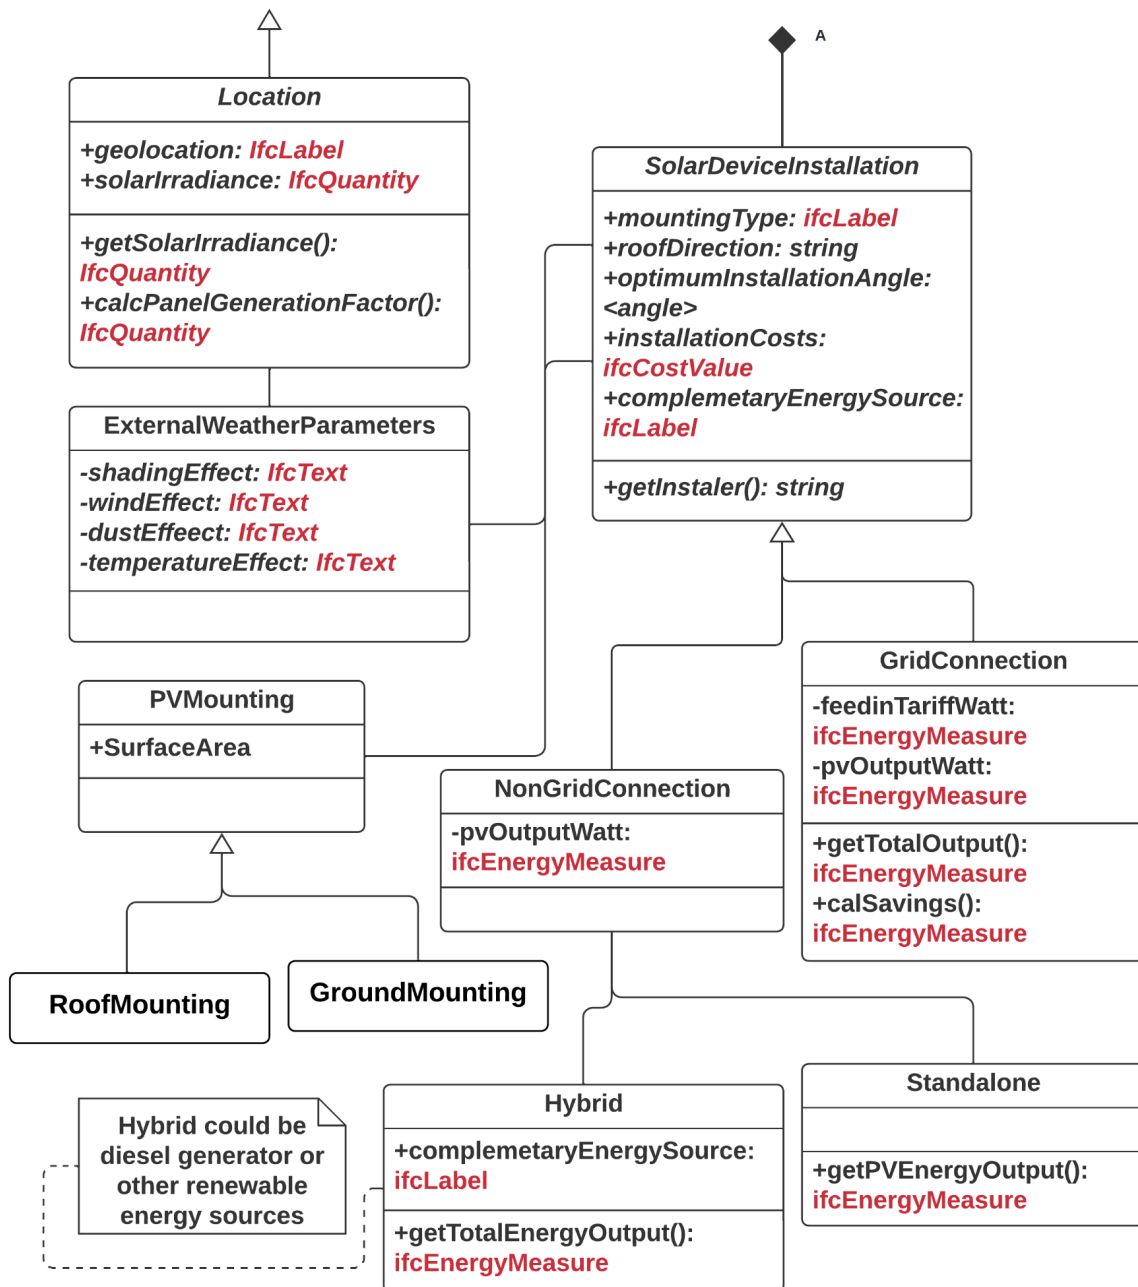 A
Location
+geolocation: IfcLabel
+solarIrradiance: IfcQuantity
+getSolarIrradiance():
IfcQuantity
+calcPanelGenerationFactor():
IfcQuantity
SolarDeviceInstallation
+mountingType: ifcLabel
+roofDirection: string
+optimumInstallationAngle:
<angle>
+installationCosts:
ifcCostValue
+complemetaryEnergySource:
ifcLabel
+getInstaler(): string
ExternalWeatherParameters
-shadingEffect: IfcText
-windEffect: IfcText
-dustEffeect: IfcText
-temperatureEffect: IfcText
PVMounting
+SurfaceArea
GridConnection
-feedinTariffWatt:
ifcEnergyMeasure
-pvOutputWatt:
ifcEnergyMeasure
+getTotalOutput():
ifcEnergyMeasure
+calSavings():
ifcEnergyMeasure
NonGridConnection
-pvOutputWatt:
ifcEnergyMeasure
RoofMounting
GroundMounting
Hybrid could be
diesel generator or
other renewable
energy sources
Hybrid
+complemetaryEnergySource:
ifcLabel
+getTotalEnergyOutput():
ifcEnergyMeasure
Standalone
+getPVEnergyOutput():
ifcEnergyMeasure